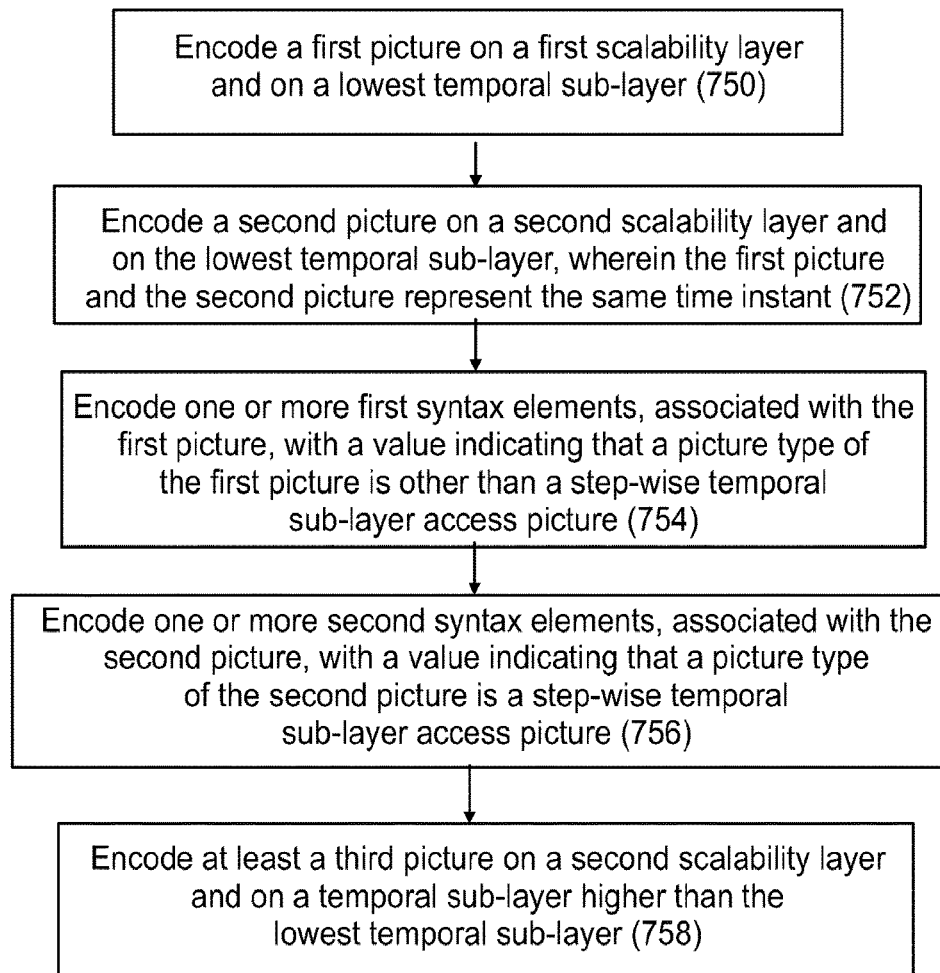 Encode a first picture on a first scalability layer
and on a lowest temporal sub-layer (750)
Encode a second picture on a second scalability layer and
on the lowest temporal sub-layer, wherein the first picture
and the second picture represent the same time instant (752)
Encode one or more first syntax elements, associated with the
first picture, with a value indicating that a picture type of
the first picture is other than a step-wise temporal
sub-layer access picture (754)
Encode one or more second syntax elements, associated with the
second picture, with a value indicating that a picture type
of the second picture is a step-wise temporal
sub-layer access picture (756)
Encode at least a third picture on a second scalability layer
and on a temporal sub-layer higher than the
lowest temporal sub-layer (758)